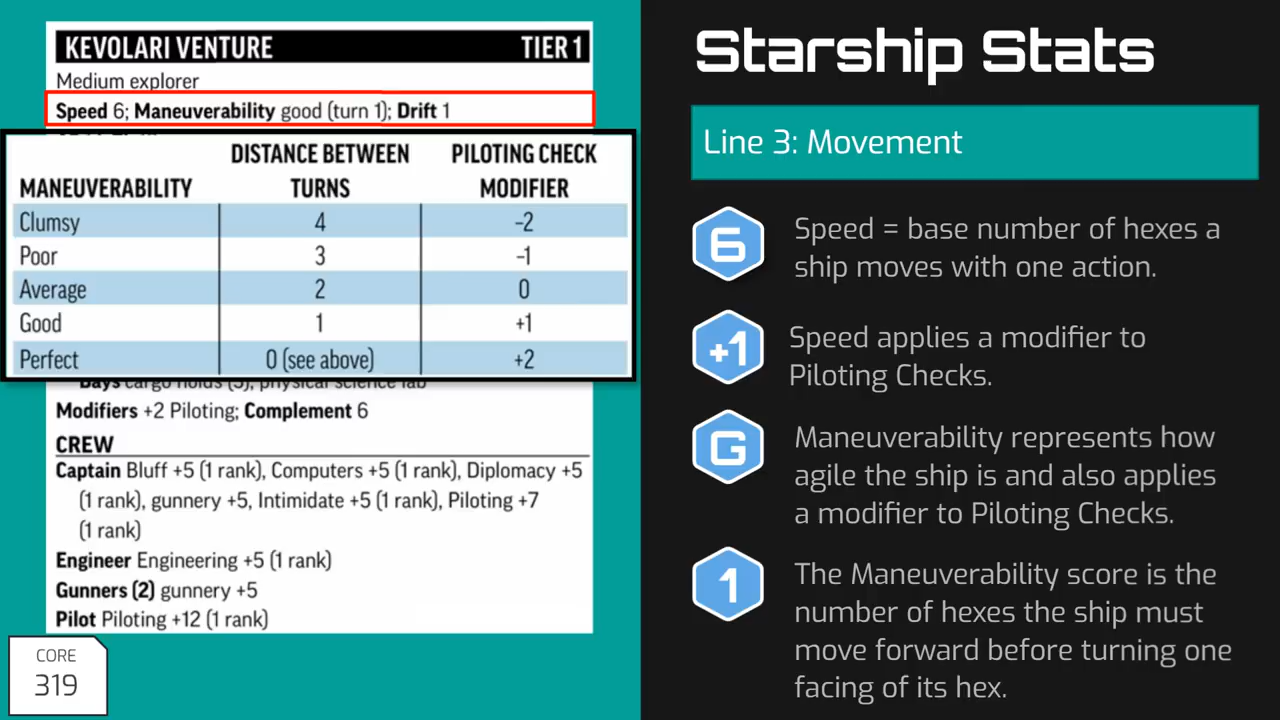 KEVOLARI VENTURE TIER 1
Medium explorer
Speed 6; Maneuverability good (turn 1); Drift 1
MANEUVERABILITY DISTANCE BETWEEN TURNS PILOTING CHECK MODIFIER
Clumsy 4 –2
Poor 3 –1
Average 2 0
Good 1 +1
Perfect 0 (see above) +2
Bays cargo holds (3), physical science lab
Modifiers +2 Piloting; Complement 6
CREW
Captain Bluff +5 (1 rank), Computers +5 (1 rank), Diplomacy +5
(1 rank), gunnery +5, Intimidate +5 (1 rank), Piloting +7
(1 rank)
Engineer Engineering +5 (1 rank)
Gunners (2) gunnery +5
Pilot Piloting +12 (1 rank)
CORE
319
Starship Stats
Line 3: Movement
6
Speed = base number of hexes a
ship moves with one action.
+1
Speed applies a modifier to
Piloting Checks.
G
Maneuverability represents how
agile the ship is and also applies
a modifier to Piloting Checks.
1
The Maneuverability score is the
number of hexes the ship must
move forward before turning one
facing of its hex.